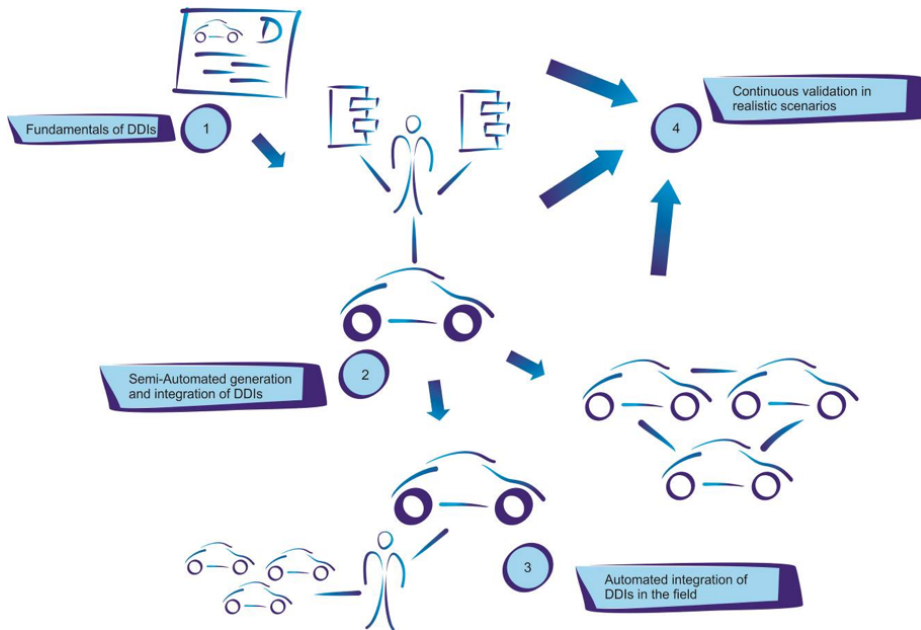 D
Fundamentals of DDIs
1
4
Continuous validation in
realistic scenarios
2
Semi-Automated generation
and integration of DDIs
3
Automated integration of
DDIs in the field